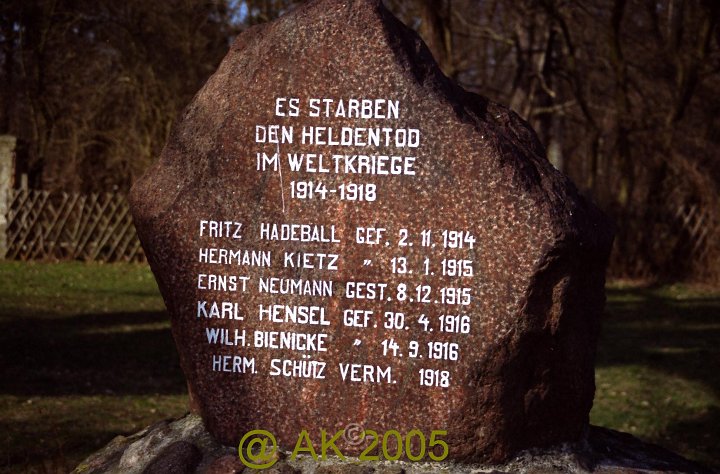 ES STARBEN
DEN HELDENTOD
IM WELTKRIEGE
1914-1918
FRITZ HADEBALL GEF. 2. 11. 1914
HERMANN KIETZ " 13. 1. 1915
ERNST NEUMANN GEST. 8. 12. 1915
KARL HENSEL GEF. 30. 4. 1916
WILH. BIENICKE " 14. 9. 1916
HERM. SCHÜTZ VERM. 1918
@ AK © 2005